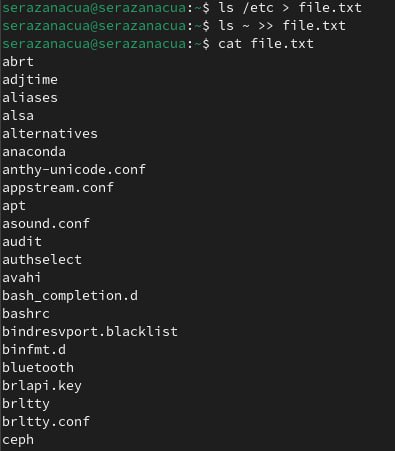 serazanacua@serazanacua:~$ ls /etc > file.txt
serazanacua@serazanacua:~$ ls ~ >> file.txt
serazanacua@serazanacua:~$ cat file.txt
abrt
adjtime
aliases
alsa
alternatives
anaconda
anthy-unicode.conf
appstream.conf
apt
asound.conf
audit
authselect
avahi
bash_completion.d
bashrc
bindresvport.blacklist
binfmt.d
bluetooth
brlapi.key
brltty
brltty.conf
ceph